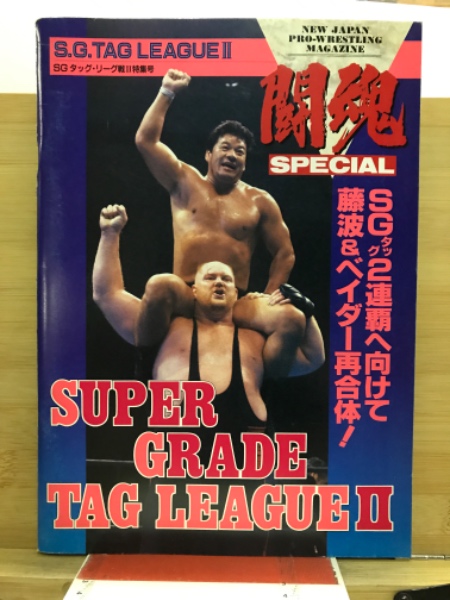 NEW JAPAN
PRO-WRESTLING
MAGAZINE
S.G.TAG LEAGUE II
SG タッグ・リーグ戦II特集号
闘魂
SPECIAL
SGタッグ2連覇へ向けて
藤波&ベイダー再合体!
SUPER
GRADE
TAG LEAGUE II